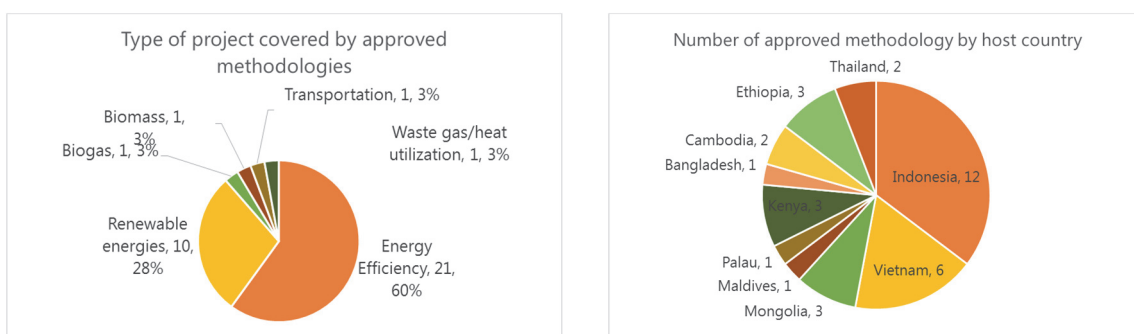 Type of project covered by approved
methodologies
Transportation, 1, 3%
Biomass, 1,
3%
Biogas, 1, 3%
Waste gas/heat
utilization, 1, 3%
Renewable
energies, 10,
28%
Energy
Efficiency, 21,
60%
Number of approved methodology by host country
Thailand, 2
Ethiopia, 3
Cambodia, 2
Bangladesh, 1
Indonesia, 12
Kenya, 3
Palau, 1
Maldives, 1
Mongolia, 3
Vietnam, 6